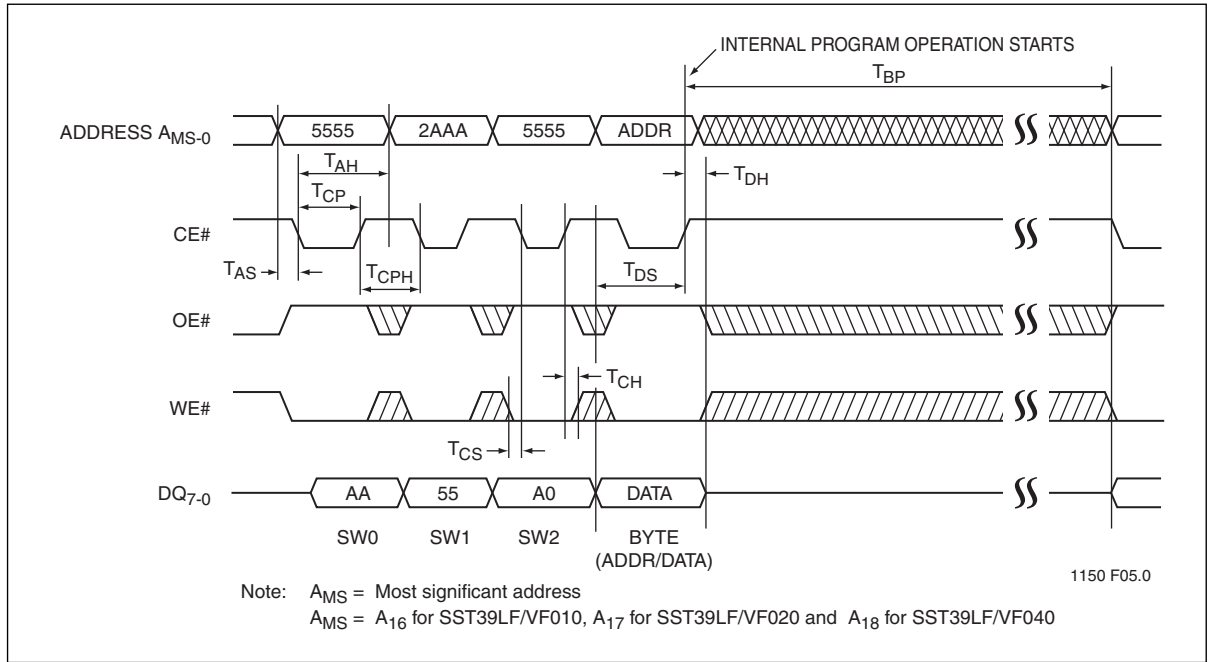 INTERNAL PROGRAM OPERATION STARTS
TBP
ADDRESS AMS-0
5555 2AAA 5555 ADDR
TAH
TDH
TCP
CE#
TAS
TCPH
TDS
OE#
TCH
WE#
TCS
DQ7-0
AA 55 A0 DATA
SW0 SW1 SW2 BYTE
(ADDR/DATA)
1150 F05.0
Note: AMS = Most significant address
AMS = A16 for SST39LF/VF010, A17 for SST39LF/VF020 and A18 for SST39LF/VF040